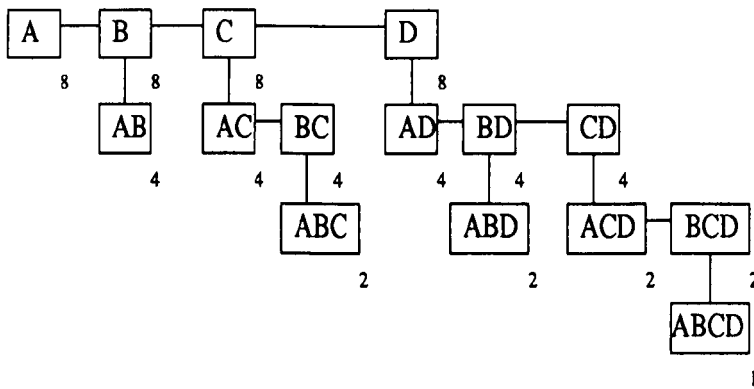 A B C D
8 8 8 8
AB AC BC AD BD CD
4 4 4 4 4 4
ABC ABD ACD BCD
2 2 2 2
ABCD
1